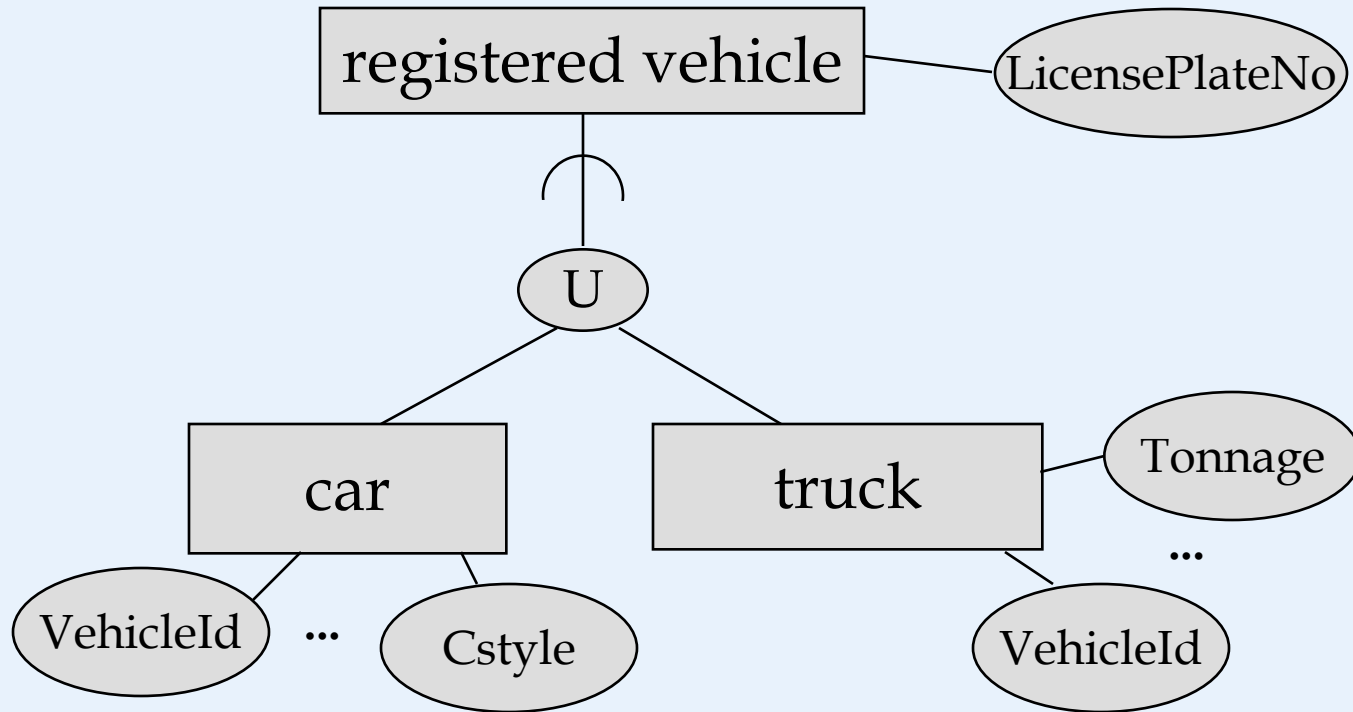 registered vehicle
LicensePlateNo
U
car
truck
Tonnage
...
VehicleId
...
Cstyle
VehicleId